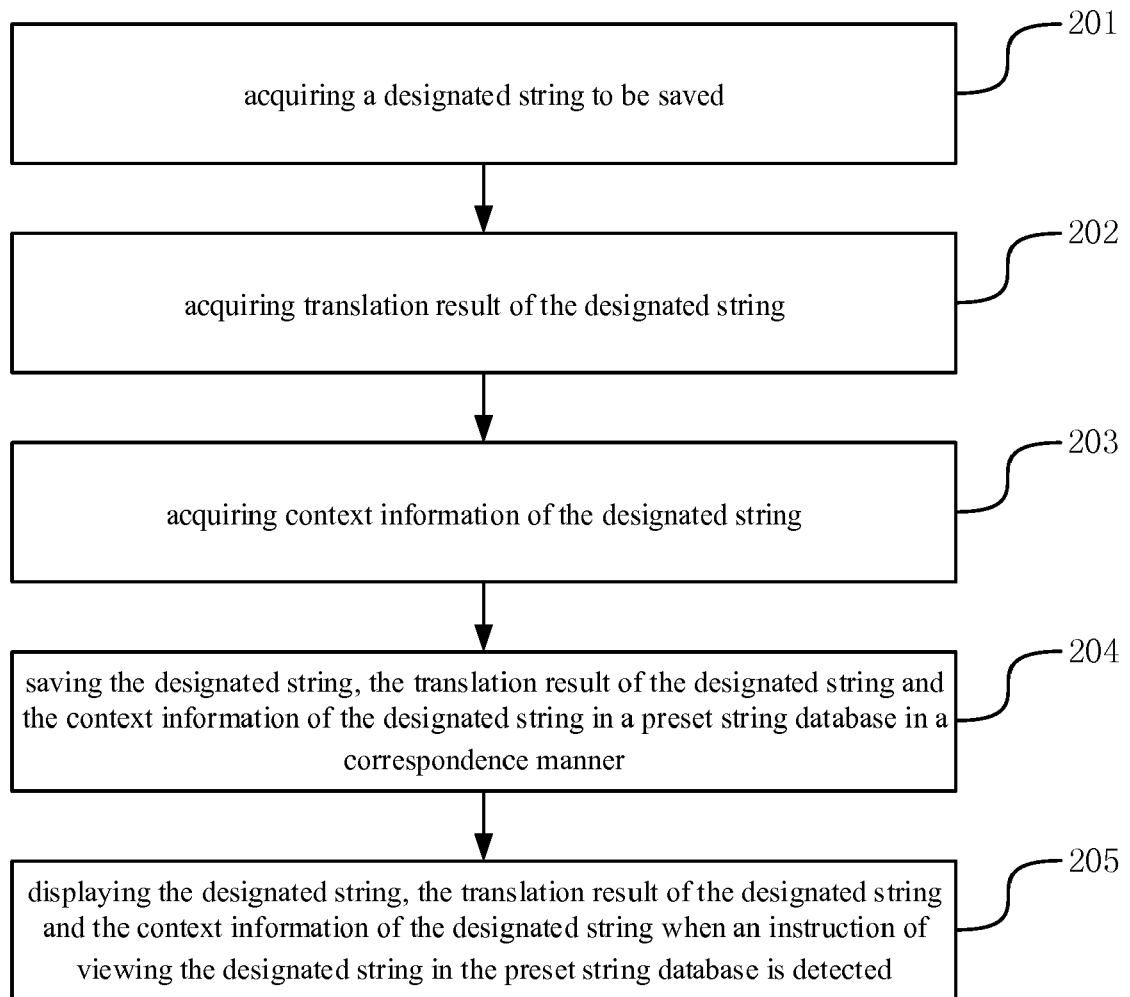 201
acquiring a designated string to be saved
202
acquiring translation result of the designated string
203
acquiring context information of the designated string
204
saving the designated string, the translation result of the designated string and
the context information of the designated string in a preset string database in a
correspondence manner
205
displaying the designated string, the translation result of the designated string
and the context information of the designated string when an instruction of
viewing the designated string in the preset string database is detected